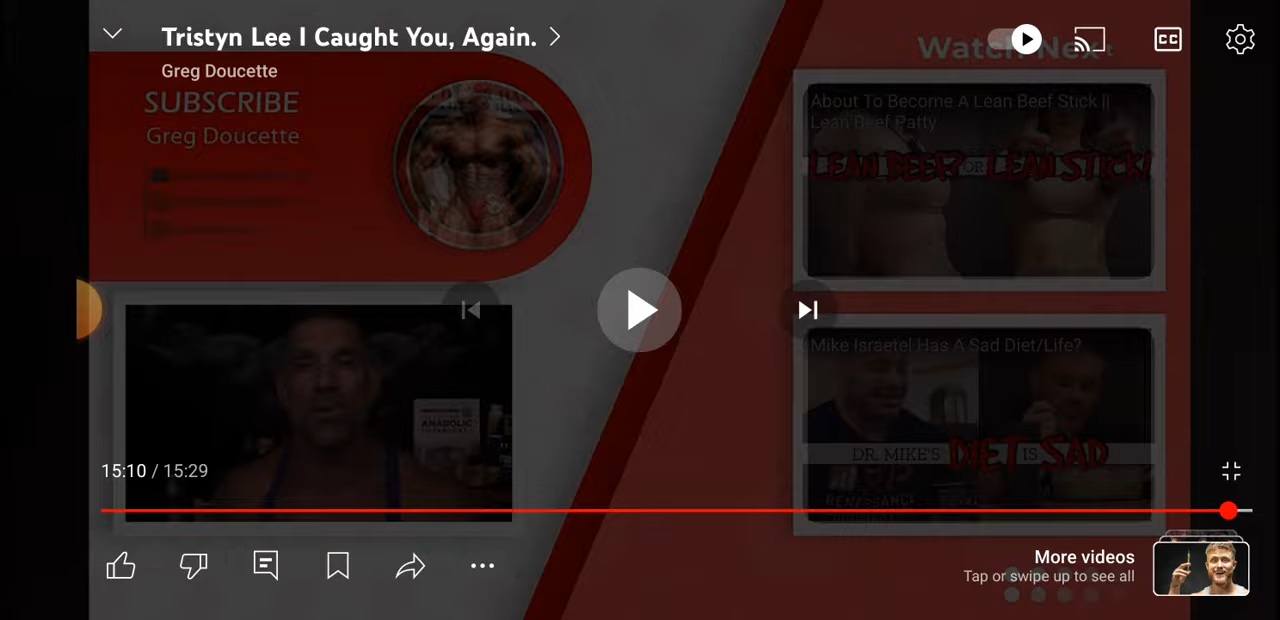 Tristyn Lee I Caught You, Again.
Greg Doucette
SUBSCRIBE
Greg Doucette
Watch Next
CC
About To Become A Lean Beef Stick ||
Lean Beef Patty
LEAN BEEF? OR LEAN STICK!
ANABOLIC
Mike Israetel Has A Sad Diet/Life?
DR. MIKE'S DIET IS SAD
RENAISSANCE
15:10 / 15:29
More videos
Tap or swipe up to see all